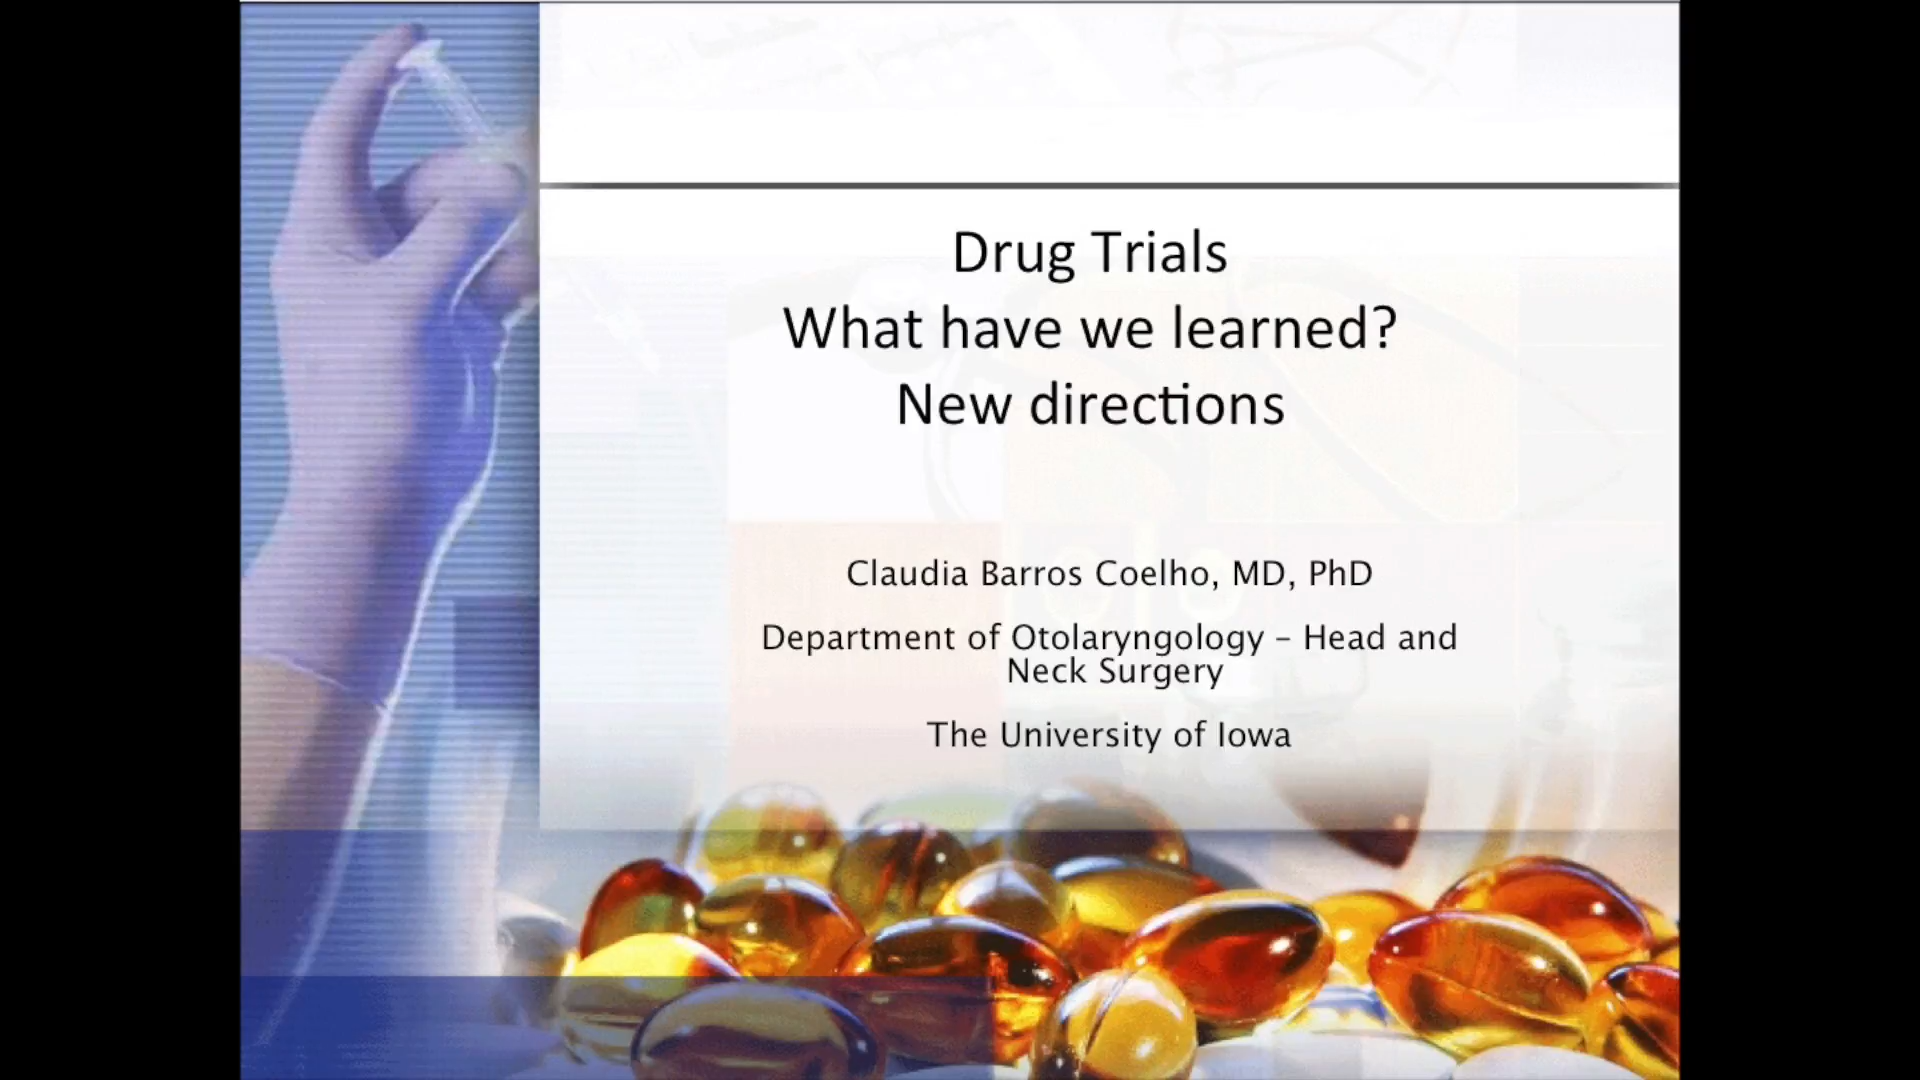 Drug Trials
What have we learned?
New directions
Claudia Barros Coelho, MD, PhD
Department of Otolaryngology – Head and
Neck Surgery
The University of Iowa